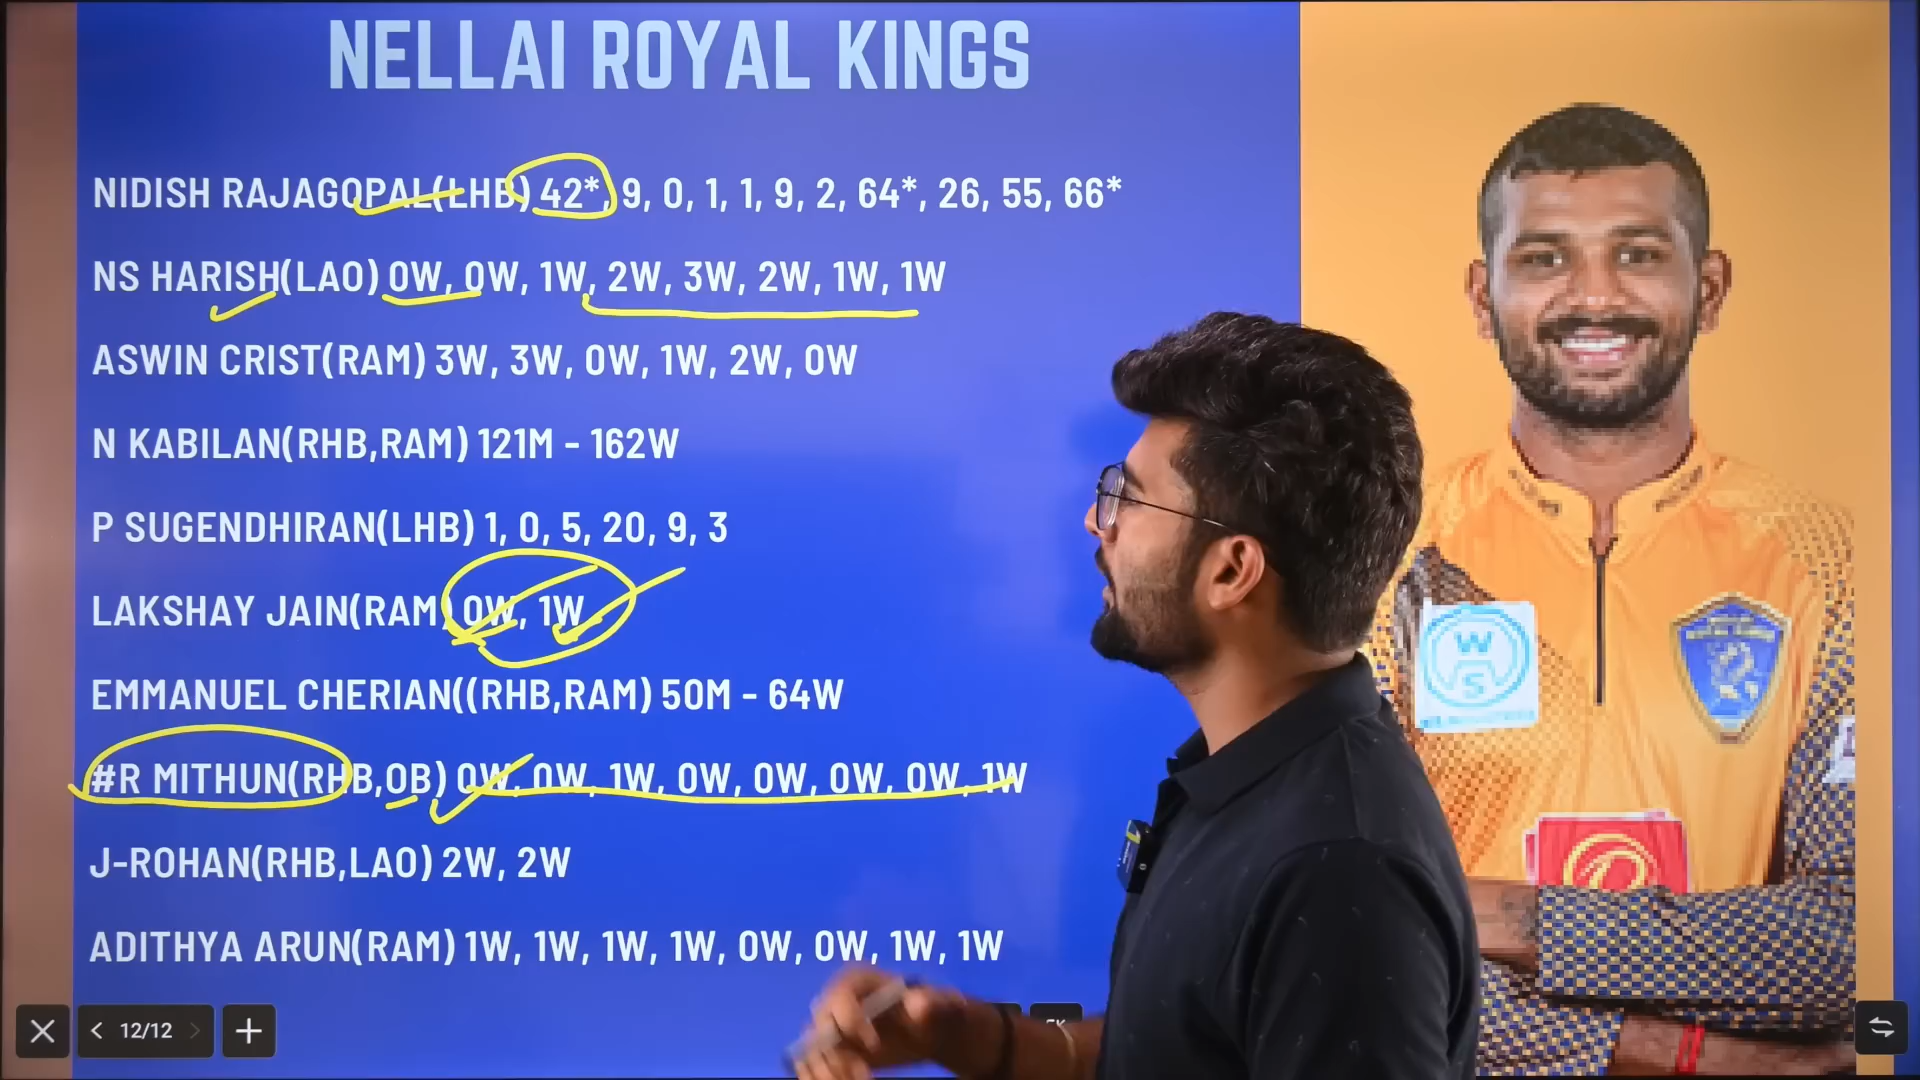 NELLAI ROYAL KINGS
NIDISH RAJAGOPAL(LHB) 42*, 9, 0, 1, 1, 9, 2, 64*, 26, 55, 66*
NS HARISH(LAO) 0W, 0W, 1W, 2W, 3W, 2W, 1W, 1W
ASWIN CRIST(RAM) 3W, 3W, 0W, 1W, 2W, 0W
N KABILAN(RHB,RAM) 121M - 162W
P SUGENDHIRAN(LHB) 1, 0, 5, 20, 9, 3
LAKSHAY JAIN(RAM) 0W, 1W
EMMANUEL CHERIAN((RHB,RAM) 50M - 64W
#R MITHUN(RHB,OB) 0W, 0W, 1W, 0W, 0W, 0W, 0W, 1W
J-ROHAN(RHB,LAO) 2W, 2W
ADITHYA ARUN(RAM) 1W, 1W, 1W, 1W, 0W, 0W, 1W, 1W
12/12
W
S